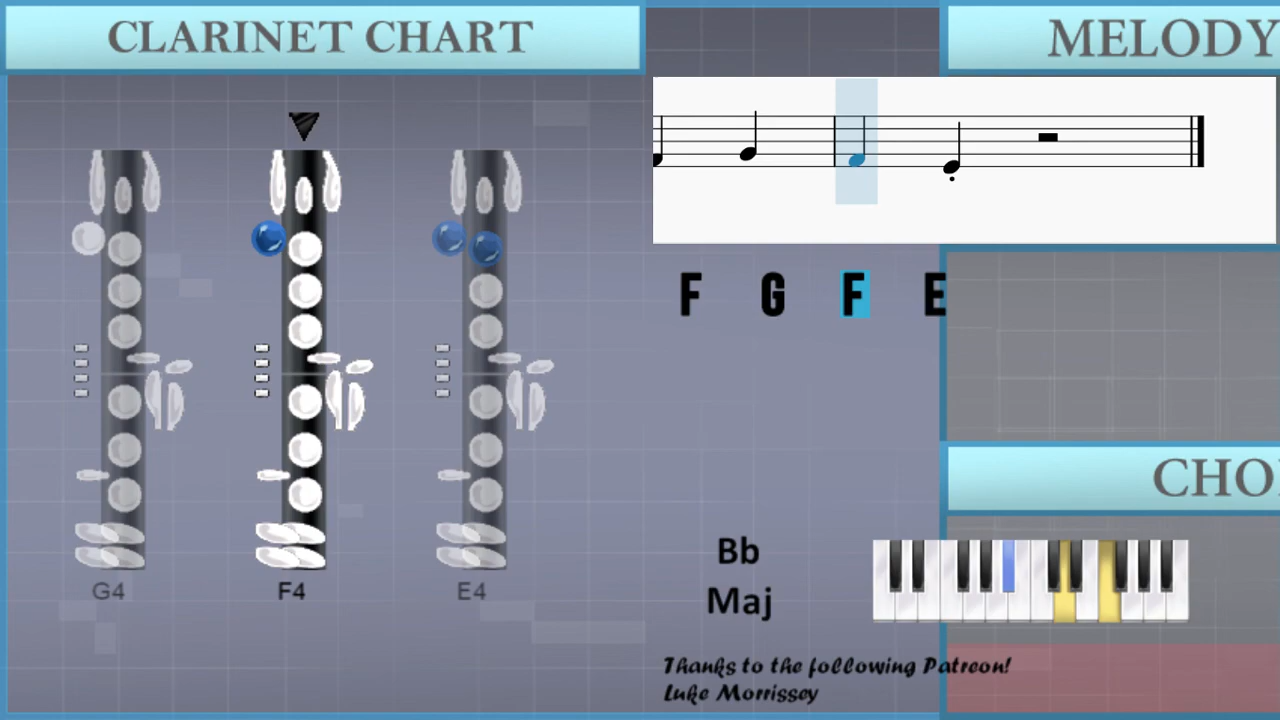 CLARINET CHART
MELODY
F G F E
G4 F4 E4
CHO
Bb
Maj
Thanks to the following Patreon!
Luke Morrissey